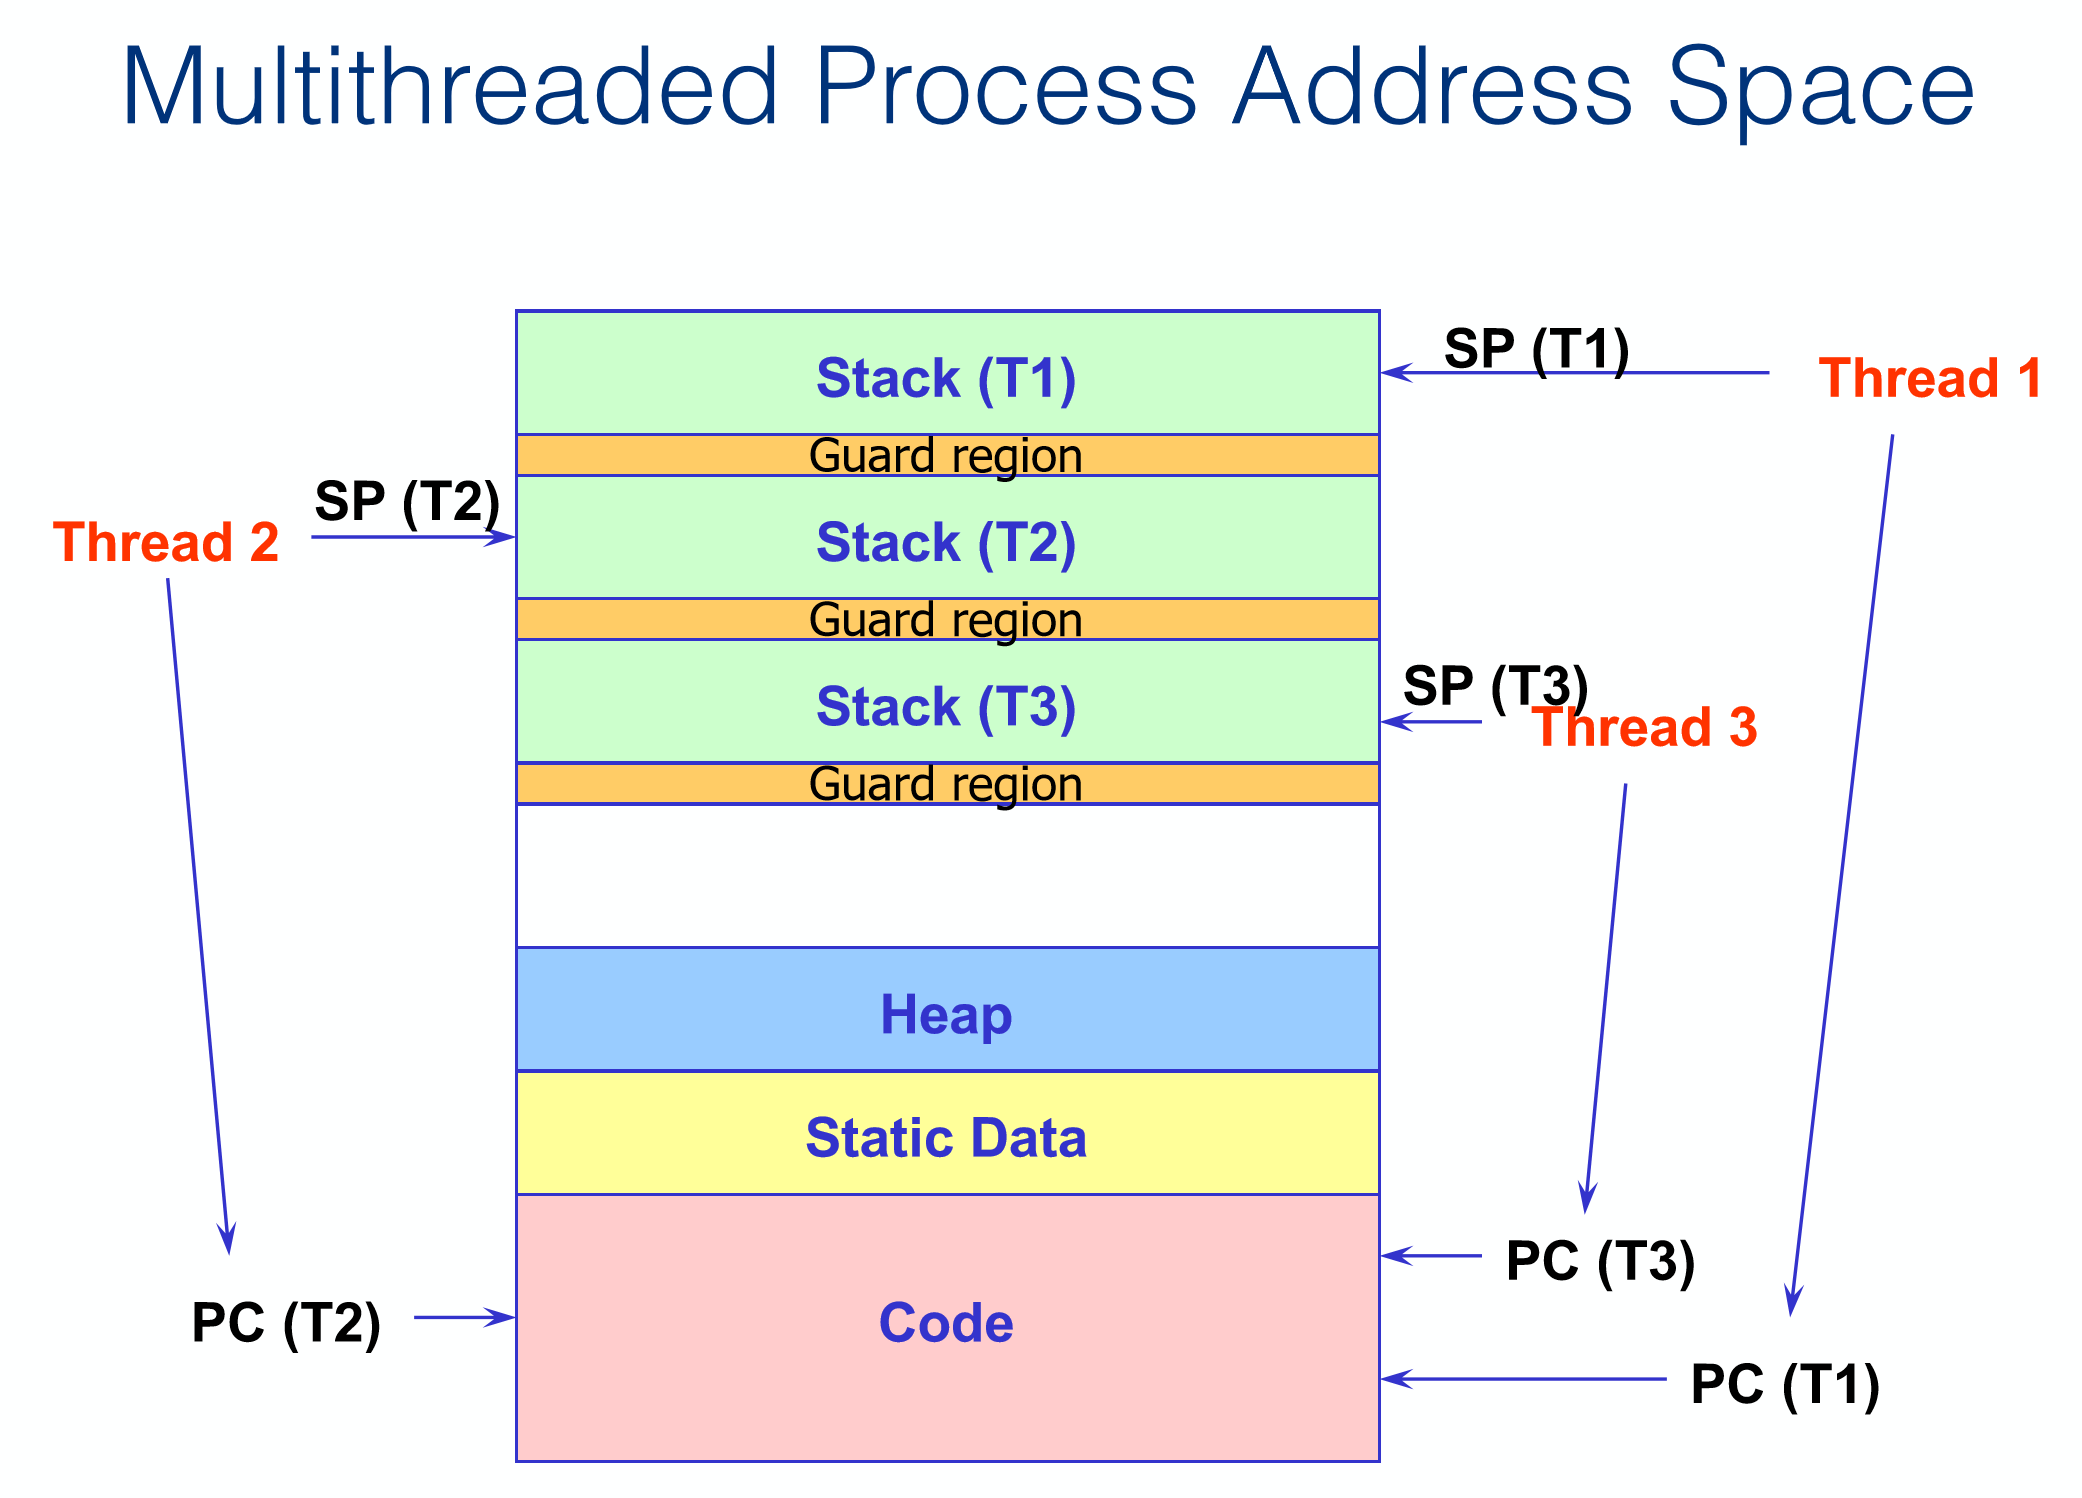 Multithreaded Process Address Space
Stack (T1)
SP (T1)
Thread 1
Guard region
SP (T2)
Thread 2
Stack (T2)
Guard region
Stack (T3)
SP (T3)
Thread 3
Guard region
Heap
Static Data
PC (T3)
PC (T2)
Code
PC (T1)